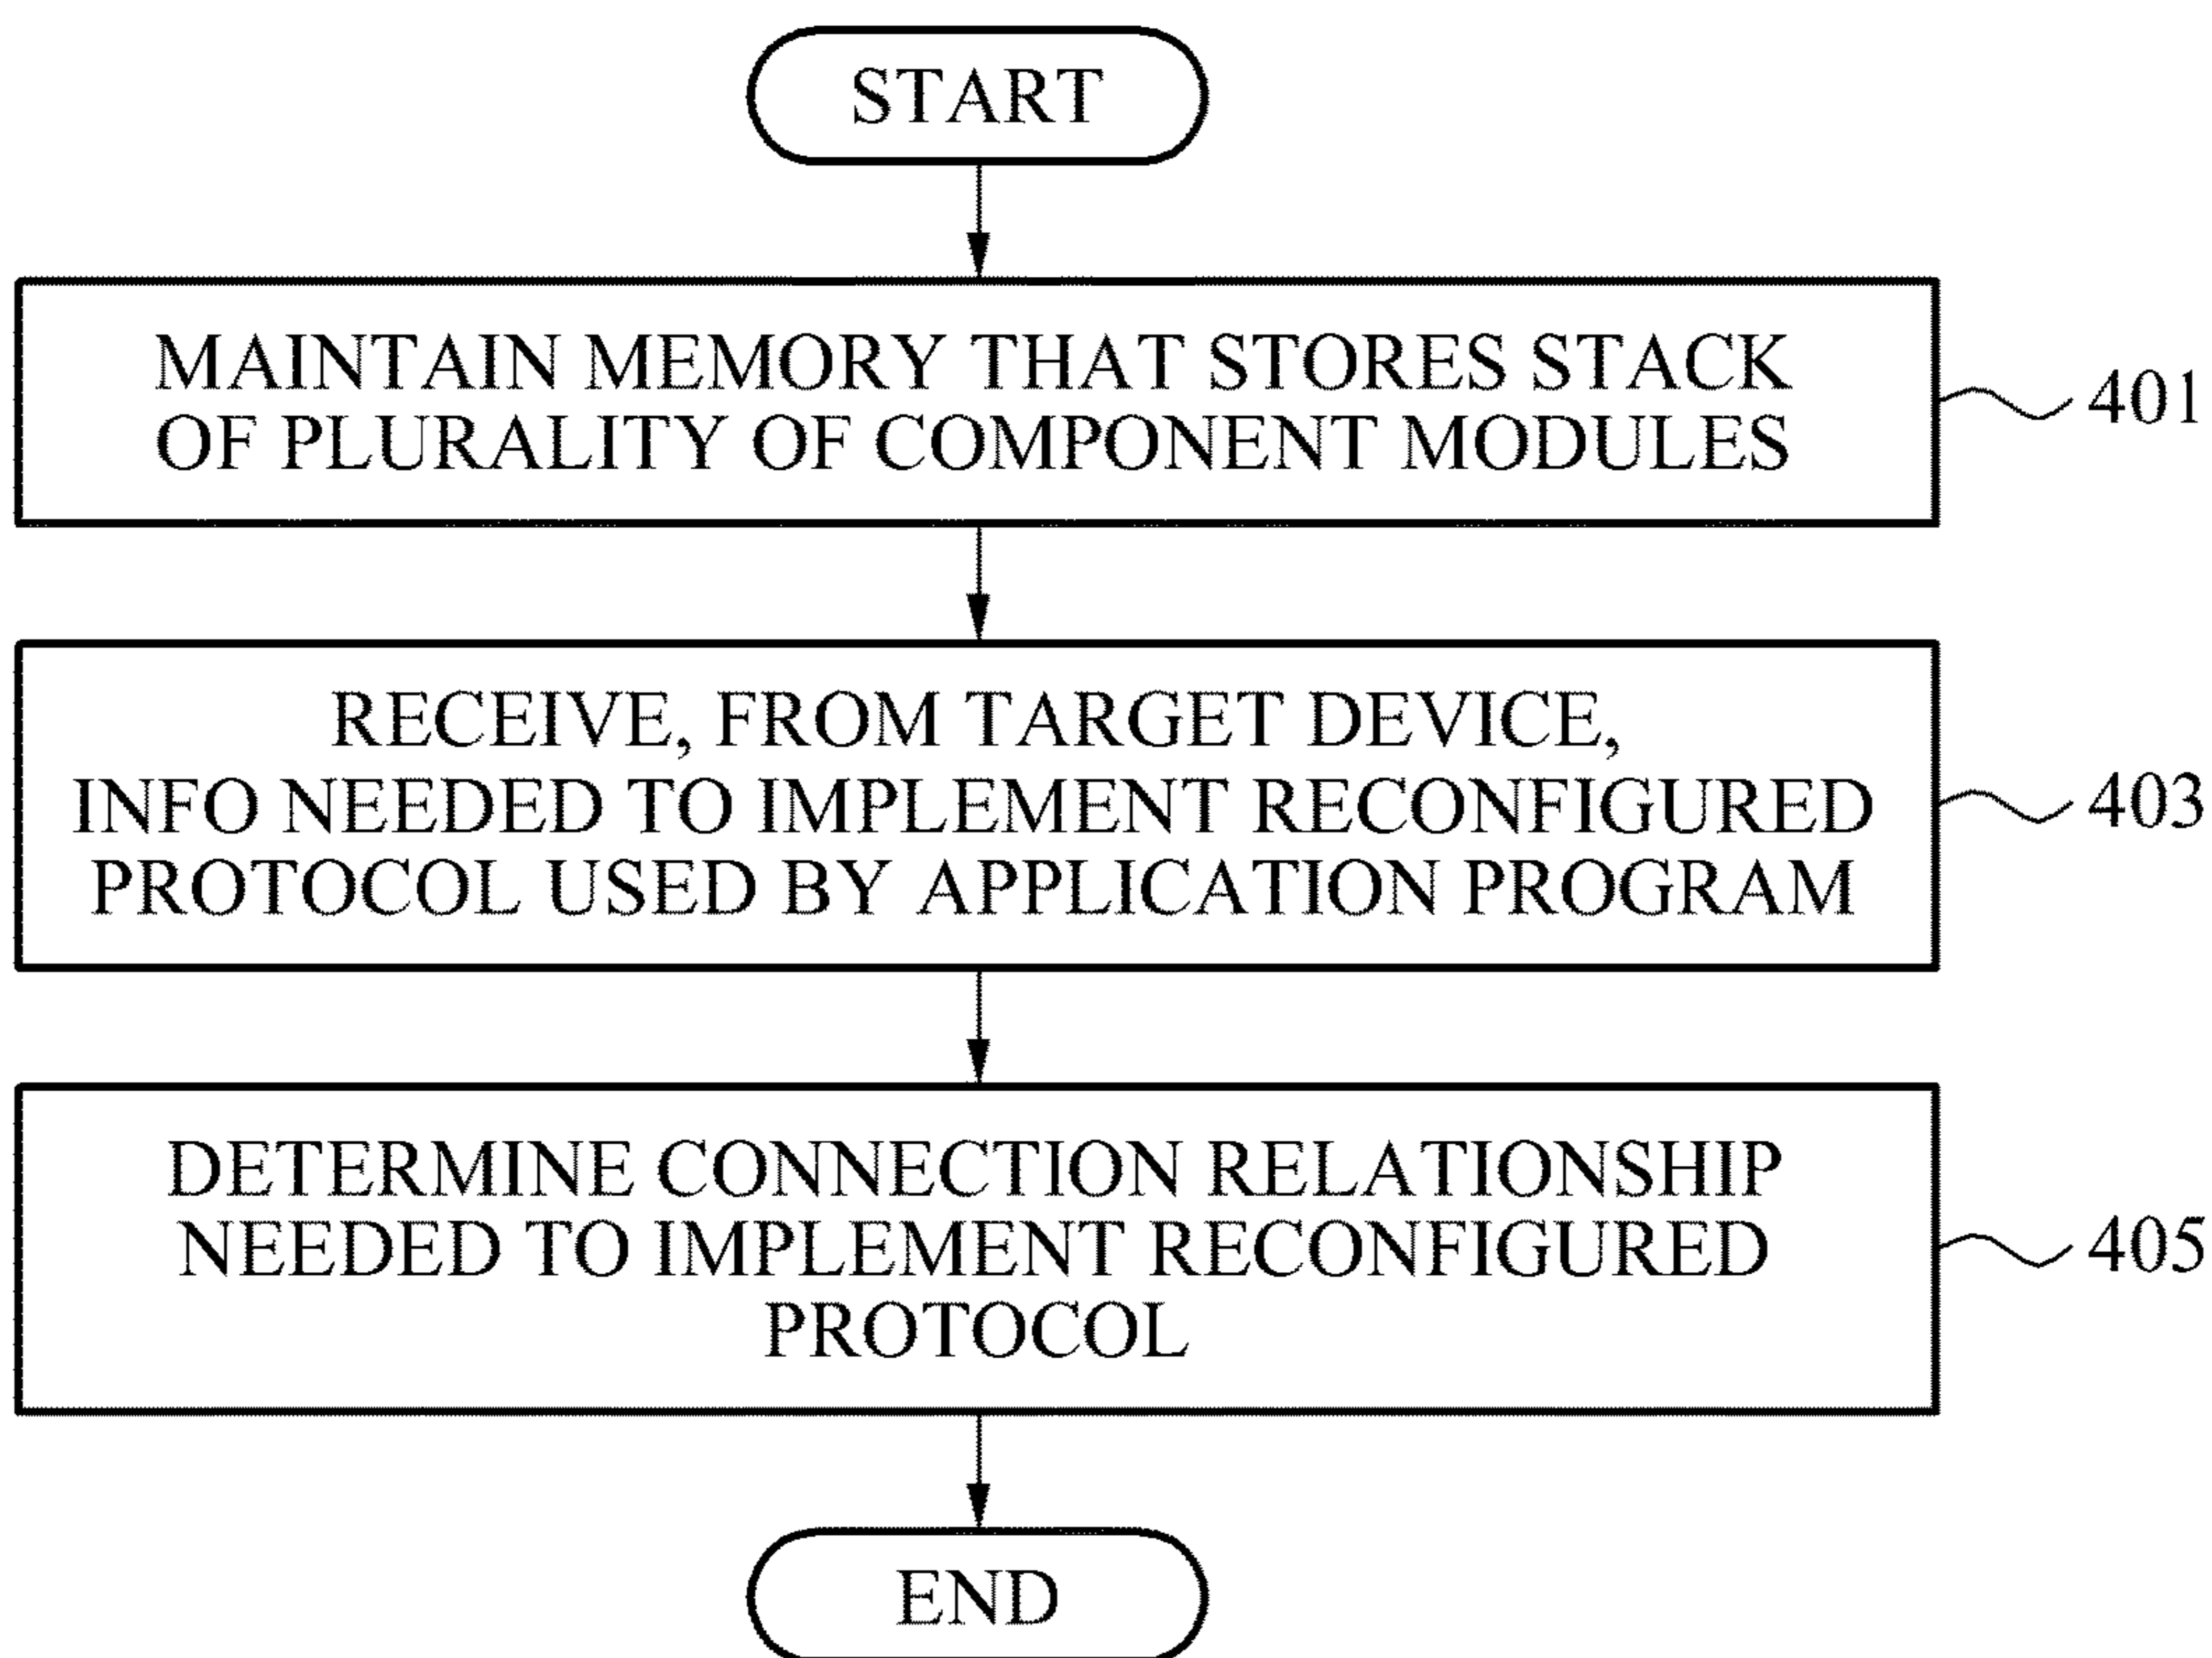 START
MAINTAIN MEMORY THAT STORES STACK
OF PLURALITY OF COMPONENT MODULES
401
RECEIVE, FROM TARGET DEVICE,
INFO NEEDED TO IMPLEMENT RECONFIGURED
PROTOCOL USED BY APPLICATION PROGRAM
403
DETERMINE CONNECTION RELATIONSHIP
NEEDED TO IMPLEMENT RECONFIGURED
PROTOCOL
405
END